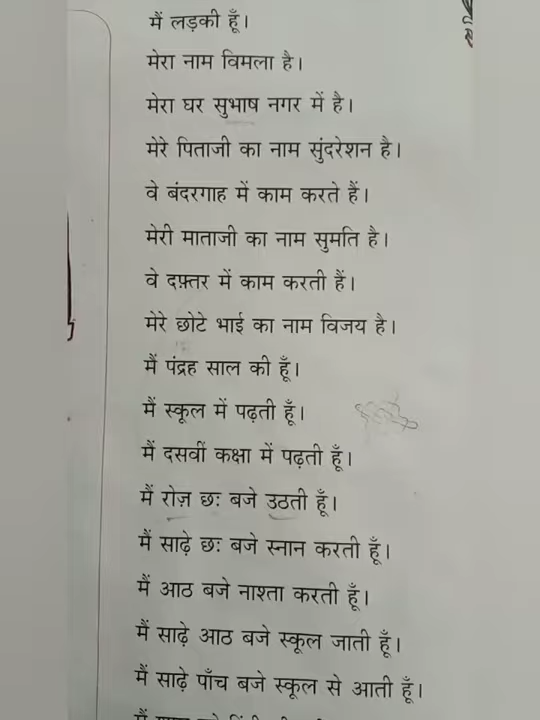 मैं लड़की हूँ।
मेरा नाम विमला है।
मेरा घर सुभाष नगर में है।
मेरे पिताजी का नाम सुंदरेशन है।
वे बंदरगाह में काम करते हैं।
मेरी माताजी का नाम सुमति है।
वे दफ़्तर में काम करती हैं।
मेरे छोटे भाई का नाम विजय है।
मैं पंद्रह साल की हूँ।
मैं स्कूल में पढ़ती हूँ।
मैं दसवीं कक्षा में पढ़ती हूँ।
मैं रोज़ छः बजे उठती हूँ।
मैं साढ़े छः बजे स्नान करती हूँ।
मैं आठ बजे नाश्ता करती हूँ।
मैं साढ़े आठ बजे स्कूल जाती हूँ।
मैं साढ़े पाँच बजे स्कूल से आती हूँ।